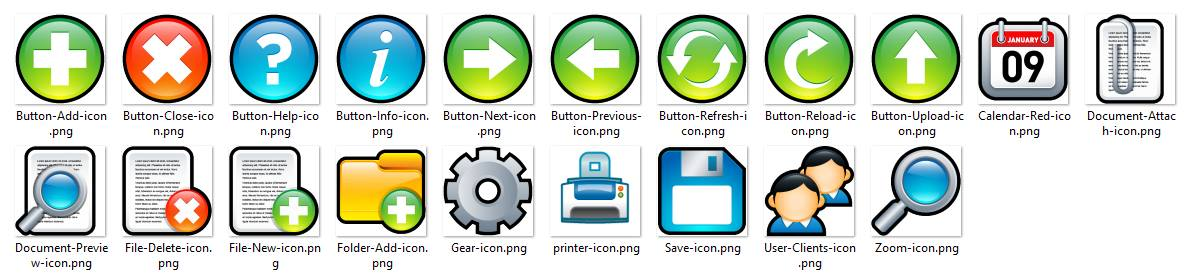 JANUARY
09
Button-Add-icon
.png
Button-Close-ico
n.png
Button-Help-ico
n.png
Button-Info-icon.
png
Button-Next-icon
.png
Button-Previous-
icon.png
Button-Refresh-i
con.png
Button-Reload-ic
on.png
Button-Upload-ic
on.png
Calendar-Red-ico
n.png
Document-Attac
h-icon.png
Document-Previe
w-icon.png
File-Delete-icon.
png
File-New-icon.pn
g
Folder-Add-icon.
png
Gear-icon.png
printer-icon.png
Save-icon.png
User-Clients-icon
.png
Zoom-icon.png